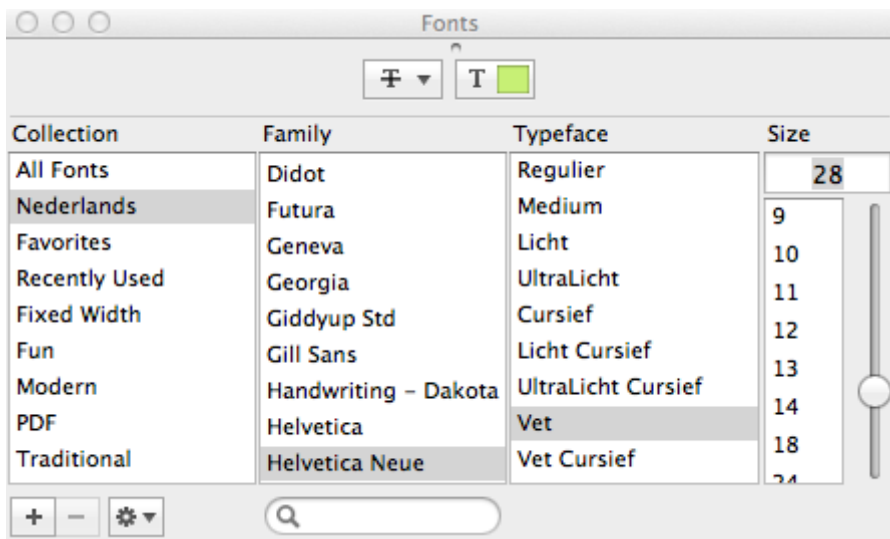 Fonts
T T
Collection Family Typeface Size
All Fonts Didot Regulier 28
Nederlands Futura Medium 9
Favorites Geneva Licht 10
Recently Used Georgia UltraLicht 11
Fixed Width Giddyup Std Cursief 12
Fun Gill Sans Licht Cursief 13
Modern Handwriting - Dakota UltraLicht Cursief 14
PDF Helvetica Vet 18
Traditional Helvetica Neue Vet Cursief 24